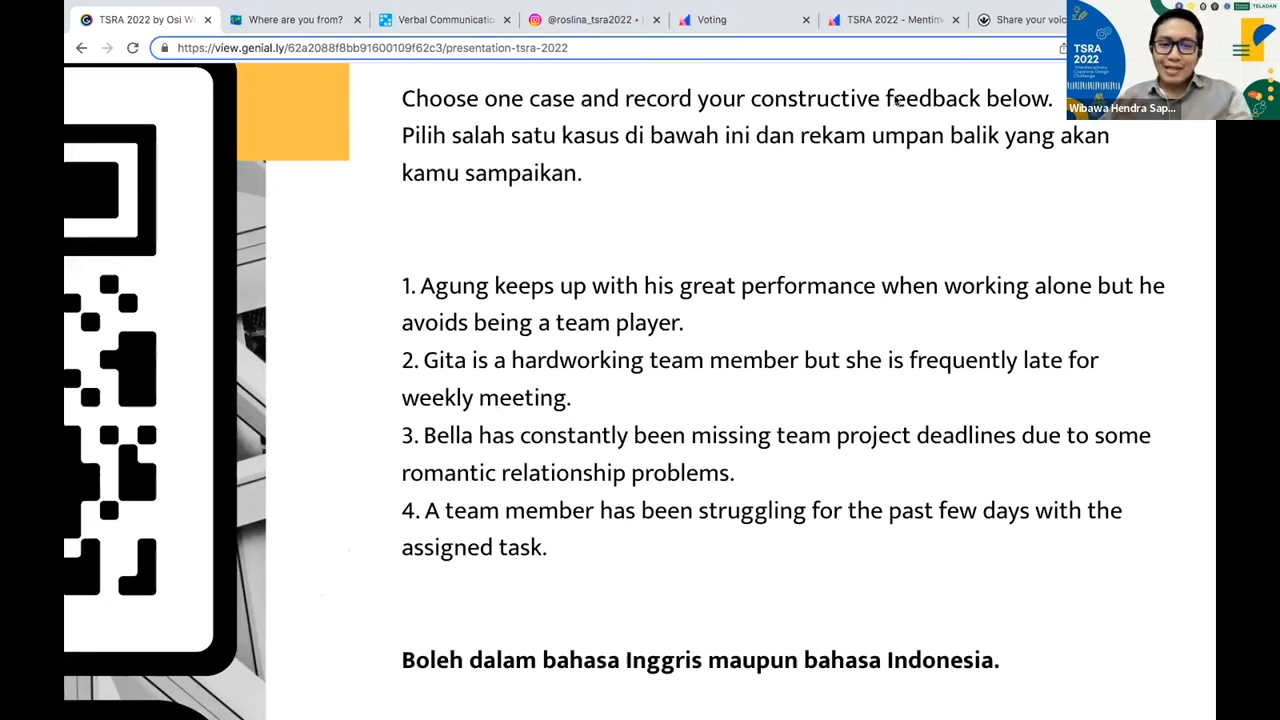 TSRA 2022 by Osi W
Where are you from?
Verbal Communicatio
@roslina_tsra2022 •
Voting
TSRA 2022 - Mentim
Share your voic
https://view.genial.ly/62a2088f8bb91600109f62c3/presentation-tsra-2022
TSRA
2022
Interdisciplinary
Capstone Design
Challenge
TELADAN
Wibawa Hendra Sap...
Choose one case and record your constructive feedback below.
Pilih salah satu kasus di bawah ini dan rekam umpan balik yang akan
kamu sampaikan.
1. Agung keeps up with his great performance when working alone but he
avoids being a team player.
2. Gita is a hardworking team member but she is frequently late for
weekly meeting.
3. Bella has constantly been missing team project deadlines due to some
romantic relationship problems.
4. A team member has been struggling for the past few days with the
assigned task.
Boleh dalam bahasa Inggris maupun bahasa Indonesia.